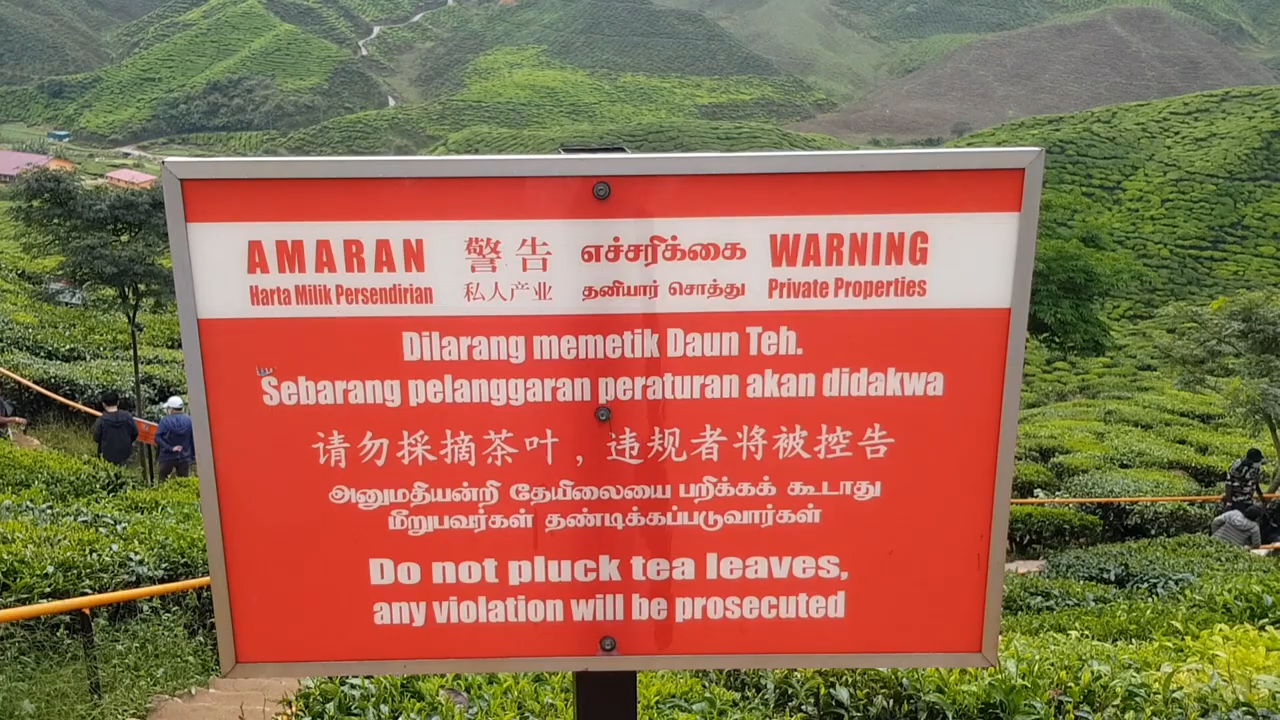 AMARAN 警告 எச்சரிக்கை WARNING
Harta Milik Persendirian 私人产业 தனியார் சொத்து Private Properties
Dilarang memetik Daun Teh.
Sebarang pelanggaran peraturan akan didakwa
请勿採摘茶叶，违规者将被控告
அனுமதியன்றி தேயிலையை பறிக்கக் கூடாது
மீறுபவர்கள் தண்டிக்கப்படுவார்கள்
Do not pluck tea leaves,
any violation will be prosecuted